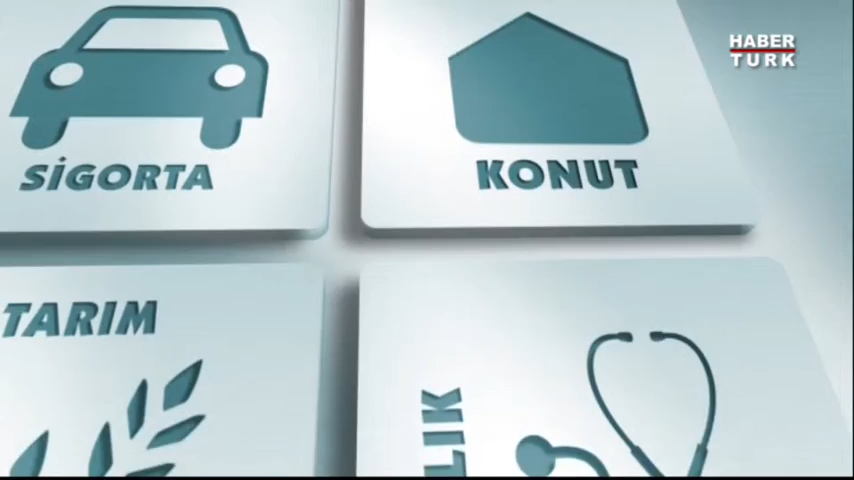 HABER
TURK
SİGORTA
KONUT
TARIM
LIK